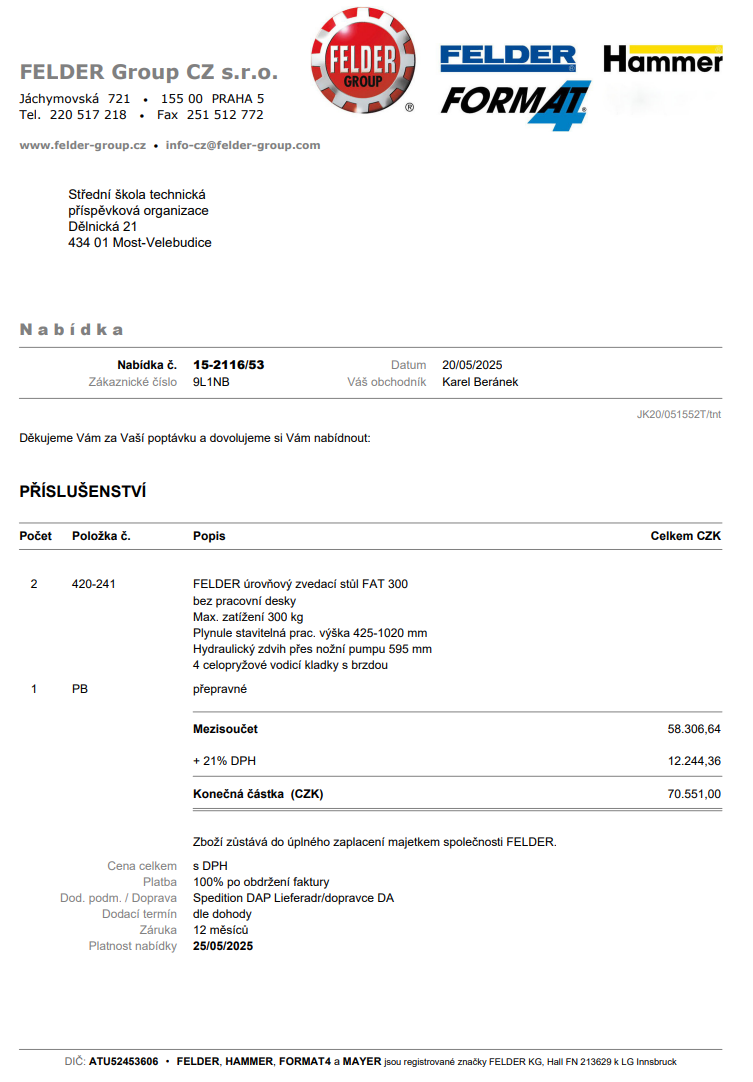 FELDER Group CZ s.r.o.
Jáchymovská 721 • 155 00 PRAHA 5
Tel. 220 517 218 • Fax 251 512 772
www.felder-group.cz • info-cz@felder-group.com
FELDER
GROUP
®
FELDER
Hammer
FORMAT4
Střední škola technická
příspěvková organizace
Dělnická 21
434 01 Most-Velebudice
Nabídka
Nabídka č. 15-2116/53 Datum 20/05/2025
Zákaznické číslo 9L1NB Váš obchodník Karel Beránek
JK20/051552T/tnt
Děkujeme Vám za Vaší poptávku a dovolujeme si Vám nabídnout:
PŘÍSLUŠENSTVÍ
Počet Položka č. Popis Celkem CZK
2 420-241 FELDER úrovňový zvedací stůl FAT 300
bez pracovní desky
Max. zatížení 300 kg
Plynule stavitelná prac. výška 425-1020 mm
Hydraulický zdvih přes nožní pumpu 595 mm
4 celopryžové vodicí kladky s brzdou
1 PB přepravné
Mezisoučet 58.306,64
+ 21% DPH 12.244,36
Konečná částka (CZK) 70.551,00
Zboží zůstává do úplného zaplacení majetkem společnosti FELDER.
Cena celkem s DPH
Platba 100% po obdržení faktury
Dod. podm. / Doprava Spedition DAP Lieferadr/dopravce DA
Dodací termín dle dohody
Záruka 12 měsíců
Platnost nabídky 25/05/2025
DIČ: ATU52453606 • FELDER, HAMMER, FORMAT4 a MAYER jsou registrované značky FELDER KG, Hall FN 213629 k LG Innsbruck